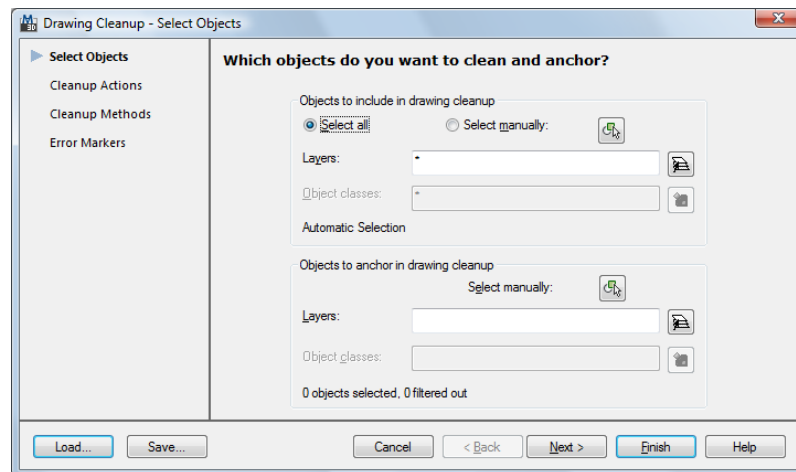 Drawing Cleanup - Select Objects
Select Objects
Cleanup Actions
Cleanup Methods
Error Markers
Which objects do you want to clean and anchor?
Objects to include in drawing cleanup
Select all Select manually:
Layers: *
Object classes: *
Automatic Selection
Objects to anchor in drawing cleanup
Select manually:
Layers:
Object classes:
0 objects selected, 0 filtered out
Load... Save... Cancel < Back Next > Finish Help